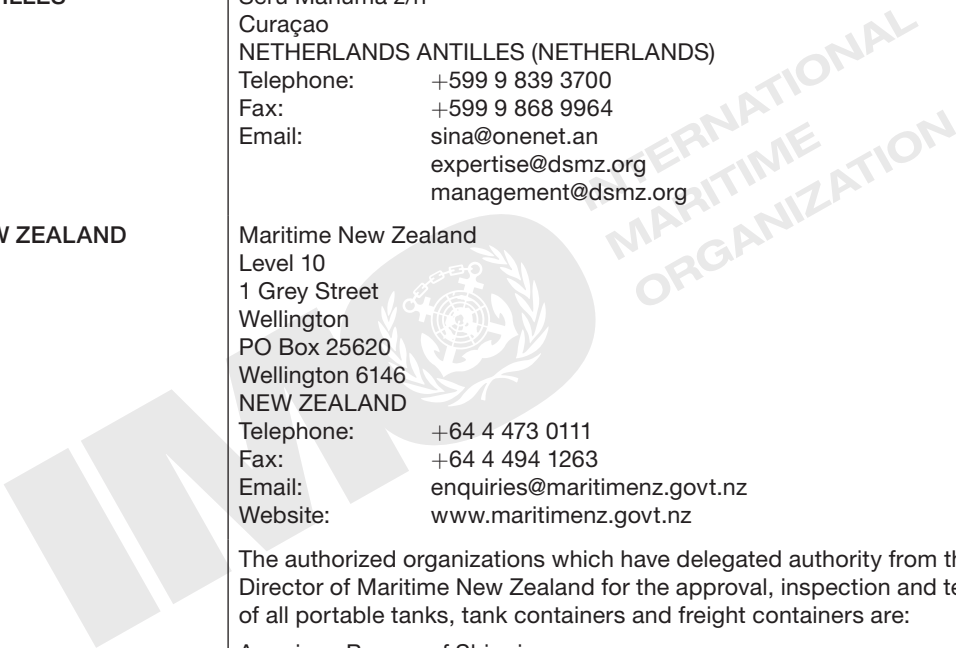 Curaçao
NETHERLANDS ANTILLES (NETHERLANDS)
Telephone: +599 9 839 3700
Fax: +599 9 868 9964
Email: sina@onenet.an
expertise@dsmz.org
management@dsmz.org
ZEALAND
Maritime New Zealand
Level 10
1 Grey Street
Wellington
PO Box 25620
Wellington 6146
NEW ZEALAND
Telephone: +64 4 473 0111
Fax: +64 4 494 1263
Email: enquiries@maritimenz.govt.nz
Website: www.maritimenz.govt.nz
The authorized organizations which have delegated authority from
Director of Maritime New Zealand for the approval, inspection and
of all portable tanks, tank containers and freight containers are:
INTERNATIONAL
MARITIME
ORGANIZATION
IMO